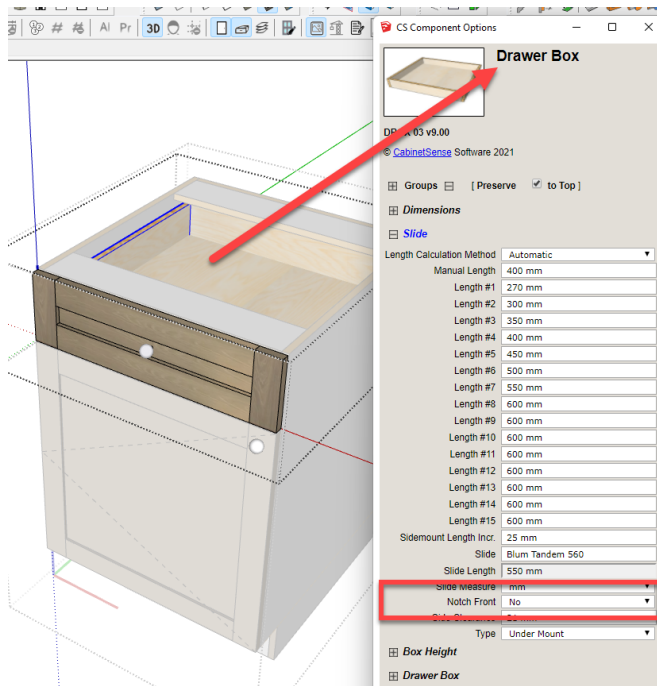 AI Pr 3D
CS Component Options
Drawer Box
03 v9.00
© CabinetSense Software 2021
Groups [ Preserve to Top ]
Dimensions
Slide
Length Calculation Method Automatic
Manual Length 400 mm
Length #1 270 mm
Length #2 300 mm
Length #3 350 mm
Length #4 400 mm
Length #5 450 mm
Length #6 500 mm
Length #7 550 mm
Length #8 600 mm
Length #9 600 mm
Length #10 600 mm
Length #11 600 mm
Length #12 600 mm
Length #13 600 mm
Length #14 600 mm
Length #15 600 mm
Sidemount Length Incr. 25 mm
Slide Blum Tandem 560
Slide Length 550 mm
Slide Measure mm
Notch Front No
Side Clearance mm
Type Under Mount
Box Height
Drawer Box